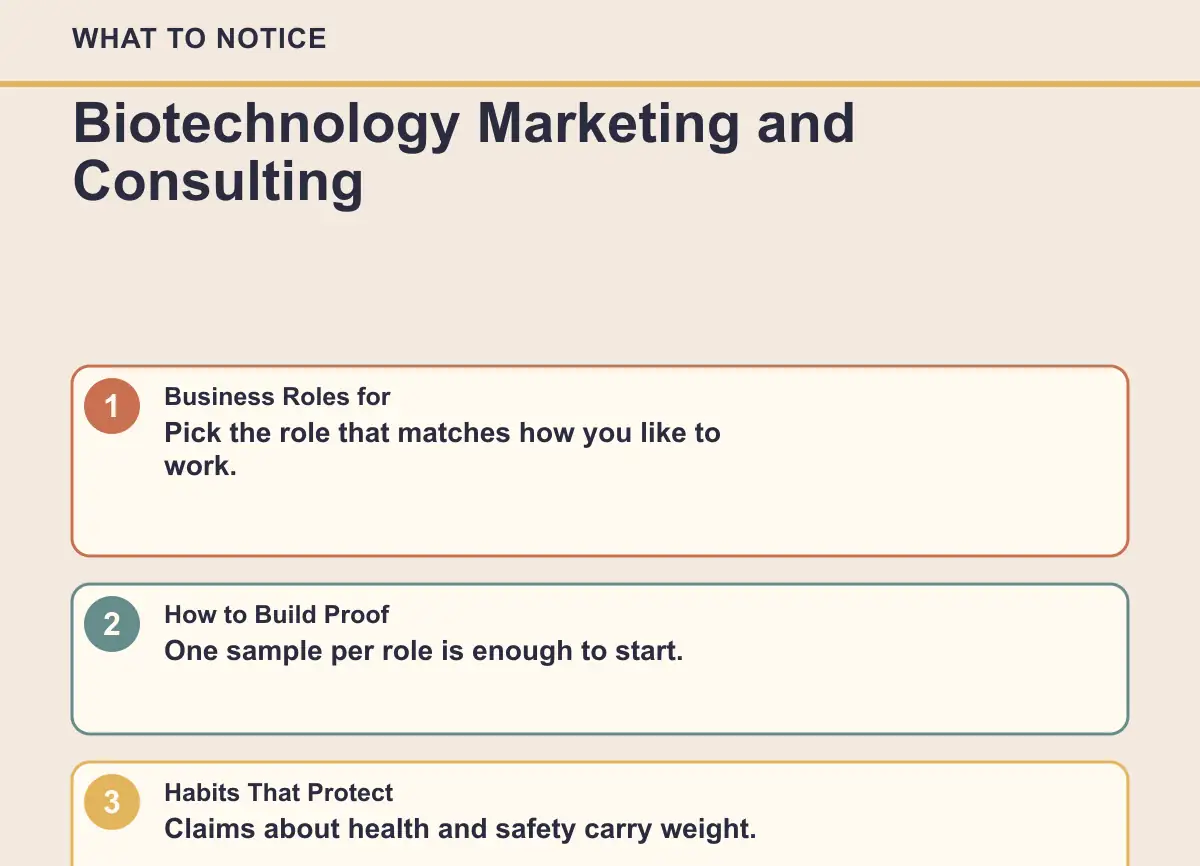 WHAT TO NOTICE
Biotechnology Marketing and
Consulting
1
Business Roles for
Pick the role that matches how you like to
work.
2
How to Build Proof
One sample per role is enough to start.
3
Habits That Protect
Claims about health and safety carry weight.